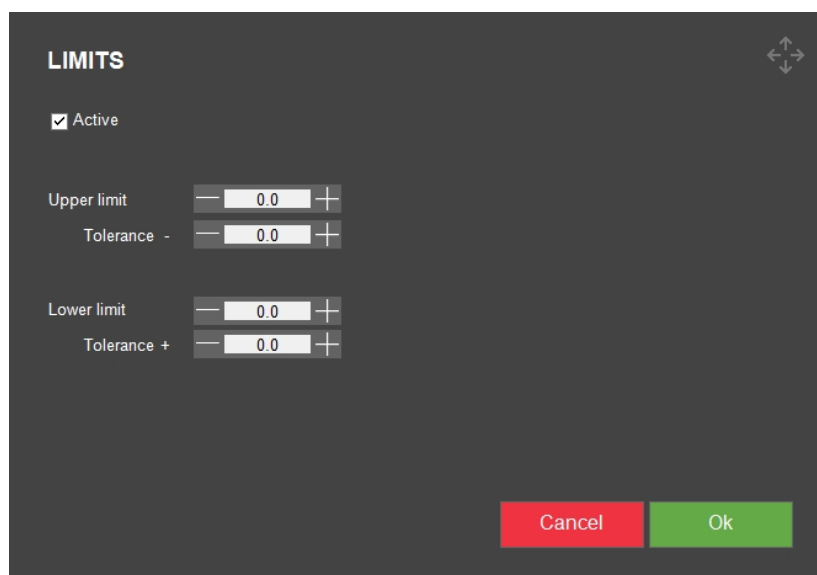 LIMITS
Active
Upper limit 0.0
Tolerance - 0.0
Lower limit 0.0
Tolerance + 0.0
Cancel Ok